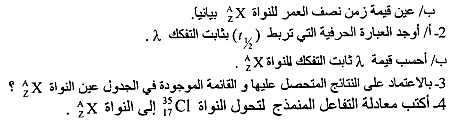 ب/ عين قيمة زمن نصف العمر للنواة $^{A}_{Z}X$ بيانيا.
2- أ/ أوجد العبارة الحرفية التي تربط $(t_{1/2})$ بثابت التفكك λ .
ب/ أحسب قيمة λ ثابت التفكك للنواة $^{A}_{Z}X$ .
3- بالاعتماد على النتائج المتحصل عليها و القائمة الموجودة في الجدول عين النواة $^{A}_{Z}X$ ؟
4- أكتب معادلة التفاعل المنمذج لتحول النواة $^{35}_{17}Cl$ إلى النواة $^{A}_{Z}X$ .